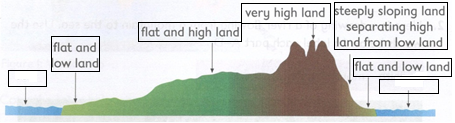 very high land
steeply sloping land
separating high
land from low land
flat and high land
flat and
low land
flat and low land